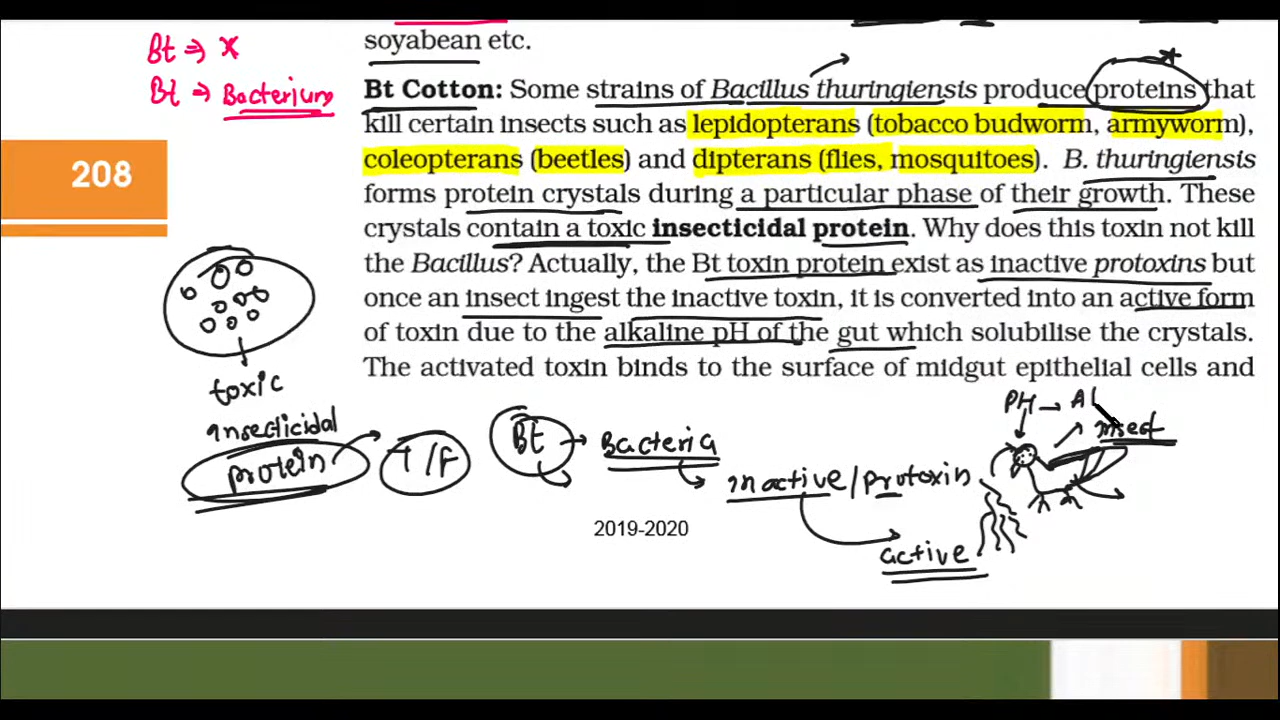 soyabean etc.
Bt ⇒ x
Bt ⇒ Bacterium
Bt Cotton: Some strains of Bacillus thuringiensis produce proteins that
kill certain insects such as lepidopterans (tobacco budworm, armyworm),
coleopterans (beetles) and dipterans (flies, mosquitoes). B. thuringiensis
forms protein crystals during a particular phase of their growth. These
crystals contain a toxic insecticidal protein. Why does this toxin not kill
the Bacillus? Actually, the Bt toxin protein exist as inactive protoxins but
once an insect ingest the inactive toxin, it is converted into an active form
of toxin due to the alkaline pH of the gut which solubilise the crystals.
The activated toxin binds to the surface of midgut epithelial cells and
208
toxic
insecticidal
protein → T/F
Bt → Bacteria
inactive/protoxin
active
PH → Al
insect
2019-2020